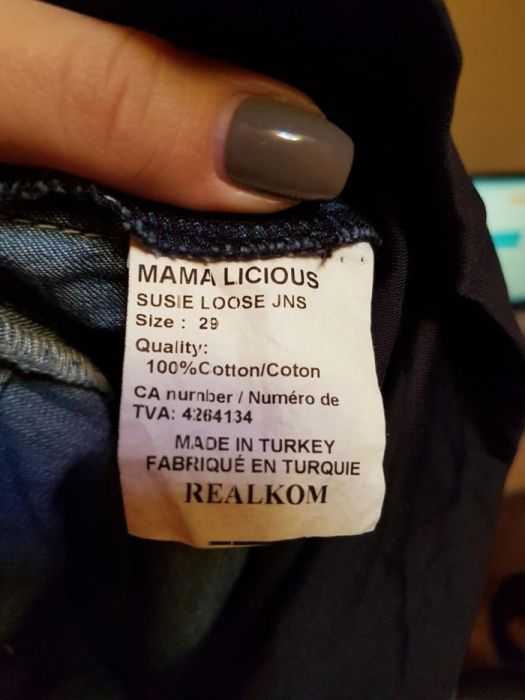 MAMA LICIOUS
SUSIE LOOSE JNS
Size : 29
Quality:
100%Cotton/Coton
CA number / Numéro de
TVA: 4264134
MADE IN TURKEY
FABRIQUÉ EN TURQUIE
REALKOM